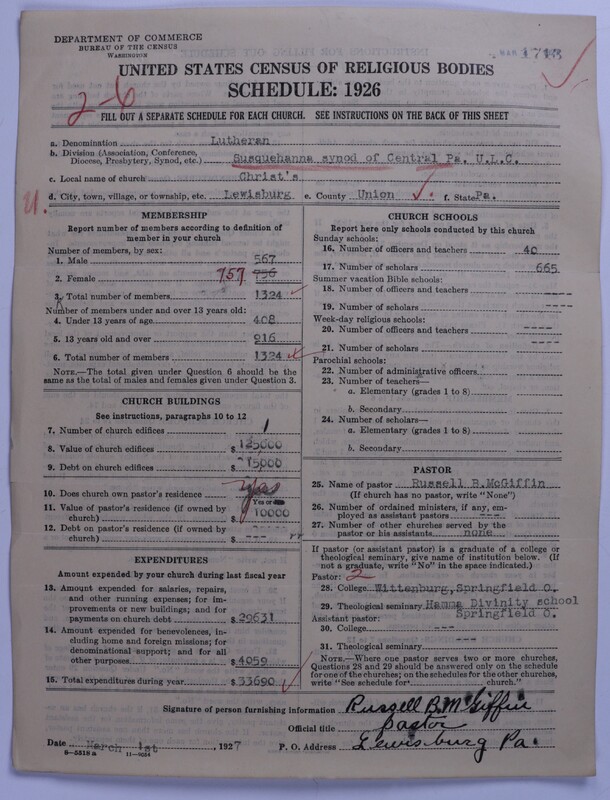 DEPARTMENT OF COMMERCE
BUREAU OF THE CENSUS
WASHINGTON
MAR 1713
UNITED STATES CENSUS OF RELIGIOUS BODIES
SCHEDULE: 1926
2-6
FILL OUT A SEPARATE SCHEDULE FOR EACH CHURCH. SEE INSTRUCTIONS ON THE BACK OF THIS SHEET
a. Denomination Lutheran
b. Division (Association, Conference, Diocese, Presbytery, Synod, etc.) Susquehanna synod of Central Pa. U.L.C.
c. Local name of church Christ's
U. d. City, town, village, or township, etc. Lewisburg e. County Union f. State Pa.
MEMBERSHIP
Report number of members according to definition of
member in your church
Number of members, by sex:
1. Male 567
2. Female 757 756
3. Total number of members 1324
Number of members under and over 13 years old:
4. Under 13 years of age 408
5. 13 years old and over 916
6. Total number of members 1324
NOTE.—The total given under Question 6 should be the
same as the total of males and females given under Question 3.
CHURCH BUILDINGS
See instructions, paragraphs 10 to 12
7. Number of church edifices 1
8. Value of church edifices $125000
9. Debt on church edifices $ 15000
10. Does church own pastor's residence yes
Yes or No
11. Value of pastor's residence (if owned by
church) $ 10000
12. Debt on pastor's residence (if owned by
church) $ ----
EXPENDITURES
Amount expended by your church during last fiscal year
13. Amount expended for salaries, repairs,
and other running expenses; for im-
provements or new buildings; and for
payments on church debt $29631
14. Amount expended for benevolences, in-
cluding home and foreign missions; for
denominational support; and for all
other purposes $4059
15. Total expenditures during year $33690
CHURCH SCHOOLS
Report here only schools conducted by this church
Sunday schools:
16. Number of officers and teachers 40
17. Number of scholars 665
Summer vacation Bible schools:
18. Number of officers and teachers ----
19. Number of scholars ----
Week-day religious schools:
20. Number of officers and teachers ----
21. Number of scholars ----
Parochial schools:
22. Number of administrative officers
23. Number of teachers—
a. Elementary (grades 1 to 8)
b. Secondary
24. Number of scholars—
a. Elementary (grades 1 to 8)
b. Secondary
PASTOR
25. Name of pastor Russell B.McGiffin
(If church has no pastor, write "None")
26. Number of ordained ministers, if any, em-
ployed as assistant pastors ---
27. Number of other churches served by the
pastor or his assistants none
If pastor (or assistant pastor) is a graduate of a college or
theological seminary, give name of institution below. (If
not a graduate, write "No" in the space indicated.)
Pastor: 2
28. College Wittenburg,Springfield O.
29. Theological seminary Hamma Divinity school
Springfield O.
Assistant pastor:
30. College ---
31. Theological seminary ---
NOTE.—Where one pastor serves two or more churches,
Questions 28 and 29 should be answered only on the schedule
for one of the churches; on the schedules for the other churches,
write "See schedule for church."
Signature of person furnishing information Russell B. McGiffin
Official title Pastor
Date March 1st, 1927 P. O. Address Lewisburg Pa.
8-5318 a